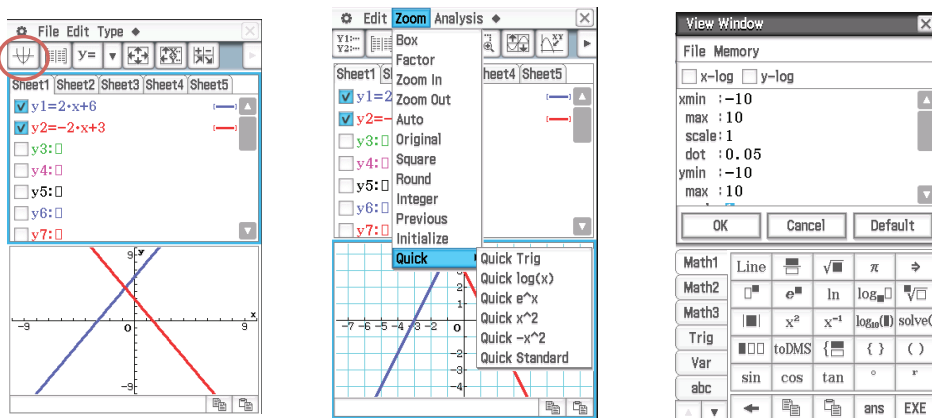 File Edit Type
Y=
Sheet1 Sheet2 Sheet3 Sheet4 Sheet5
y1=2·x+6
y2=−2·x+3
y3:
y4:
y5:
y6:
y7:
9 y
x
−9 O 9
−9
Edit Zoom Analysis
Y1:
Y2:
Sheet1 heet4 Sheet5
y1=2
y2=−
y3:
y4:
y5:
y6:
y7:
Box
Factor
Zoom In
Zoom Out
Auto
Original
Square
Round
Integer
Previous
Initialize
Quick
Quick Trig
Quick log(x)
Quick e^x
Quick x^2
Quick −x^2
Quick Standard
2
1
−7 −6 −5 −4 −3 −2 O
−2
−3
−4
View Window
File Memory
x-log y-log
xmin :−10
max :10
scale:1
dot :0.05
ymin :−10
max :10
OK Cancel Default
Math1 Line √ π ⇒
Math2 e ln log √
Math3 | | x² x⁻¹ log₁₀( ) solve(
Trig toDMS { { } ( )
Var sin cos tan ° r
abc
ans EXE